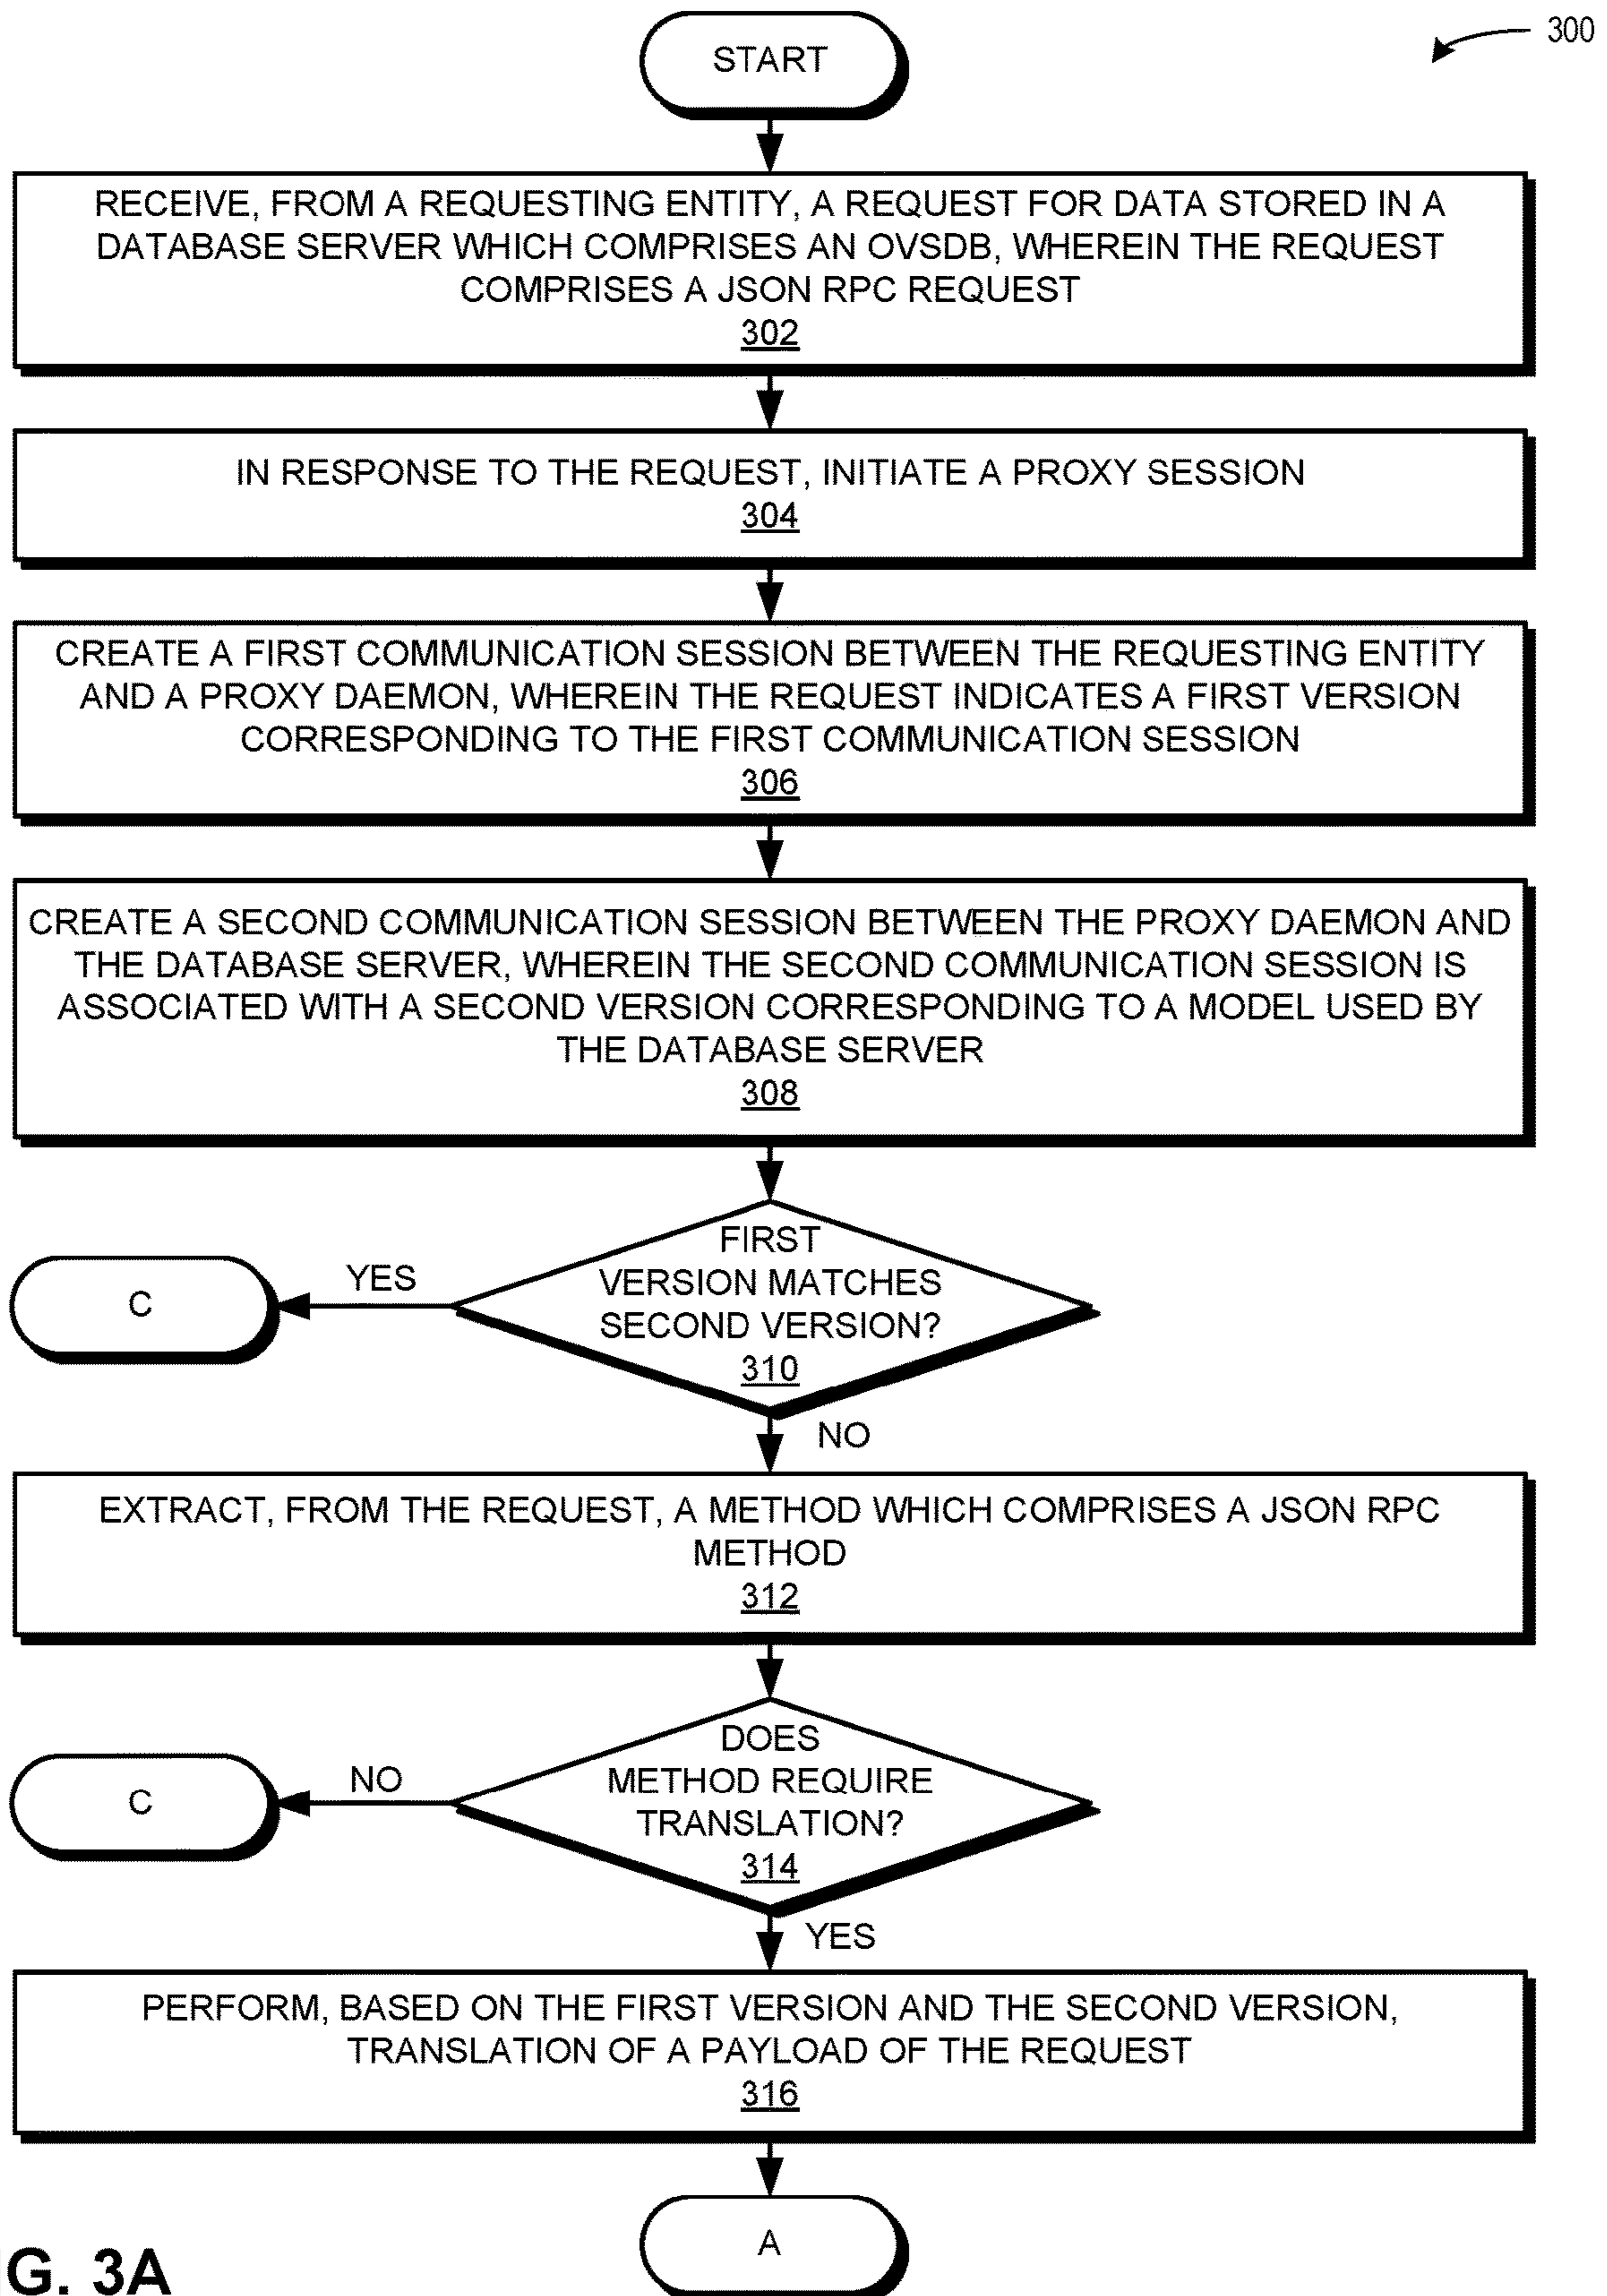 START
300
RECEIVE, FROM A REQUESTING ENTITY, A REQUEST FOR DATA STORED IN A
DATABASE SERVER WHICH COMPRISES AN OVSDB, WHEREIN THE REQUEST
COMPRISES A JSON RPC REQUEST
302
IN RESPONSE TO THE REQUEST, INITIATE A PROXY SESSION
304
CREATE A FIRST COMMUNICATION SESSION BETWEEN THE REQUESTING ENTITY
AND A PROXY DAEMON, WHEREIN THE REQUEST INDICATES A FIRST VERSION
CORRESPONDING TO THE FIRST COMMUNICATION SESSION
306
CREATE A SECOND COMMUNICATION SESSION BETWEEN THE PROXY DAEMON AND
THE DATABASE SERVER, WHEREIN THE SECOND COMMUNICATION SESSION IS
ASSOCIATED WITH A SECOND VERSION CORRESPONDING TO A MODEL USED BY
THE DATABASE SERVER
308
FIRST
VERSION MATCHES
SECOND VERSION?
310
YES
C
NO
EXTRACT, FROM THE REQUEST, A METHOD WHICH COMPRISES A JSON RPC
METHOD
312
DOES
METHOD REQUIRE
TRANSLATION?
314
NO
C
YES
PERFORM, BASED ON THE FIRST VERSION AND THE SECOND VERSION,
TRANSLATION OF A PAYLOAD OF THE REQUEST
316
A
G. 3A